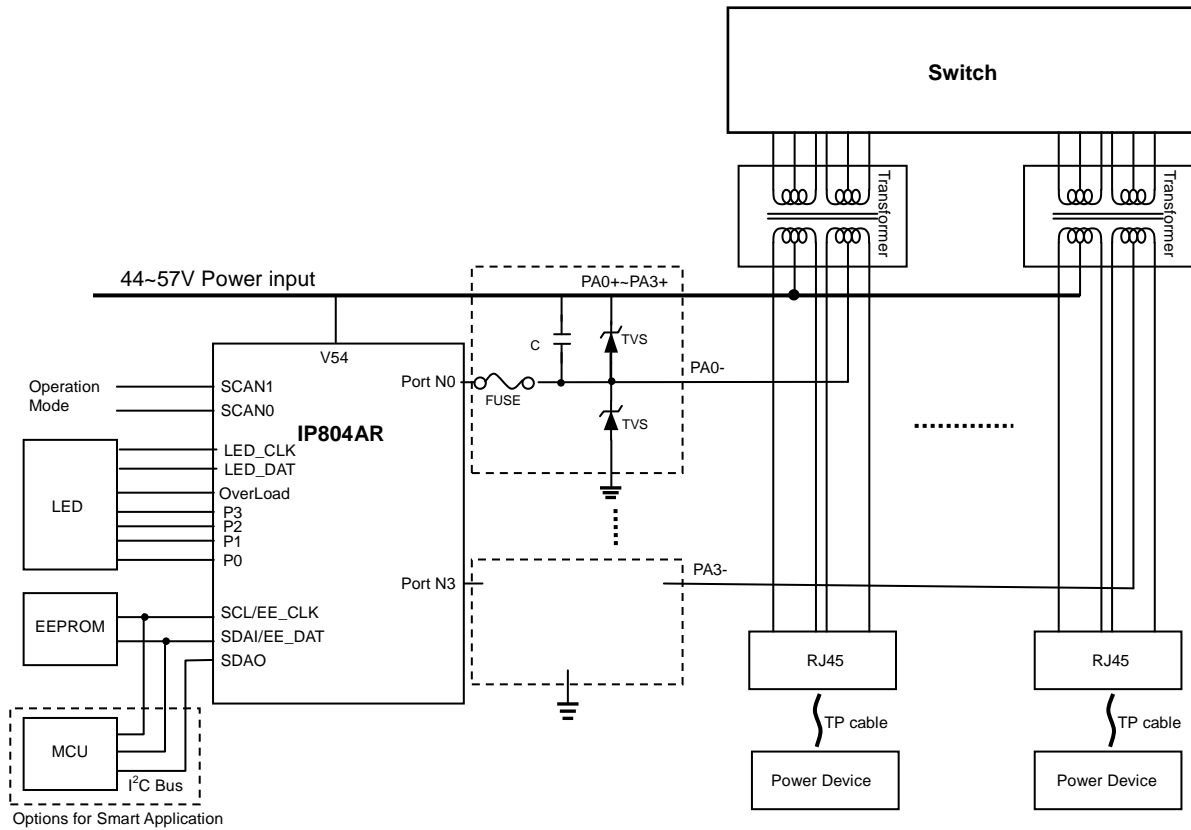 Switch
Transformer
Transformer
44~57V Power input
PA0+~PA3+
V54
C
TVS
PA0-
Operation
Mode
SCAN1
SCAN0
Port N0
FUSE
TVS
IP804AR
LED
LED_CLK
LED_DAT
OverLoad
P3
P2
P1
P0
Port N3
PA3-
EEPROM
SCL/EE_CLK
SDAI/EE_DAT
SDAO
RJ45
RJ45
TP cable
TP cable
MCU
I²C Bus
Power Device
Power Device
Options for Smart Application